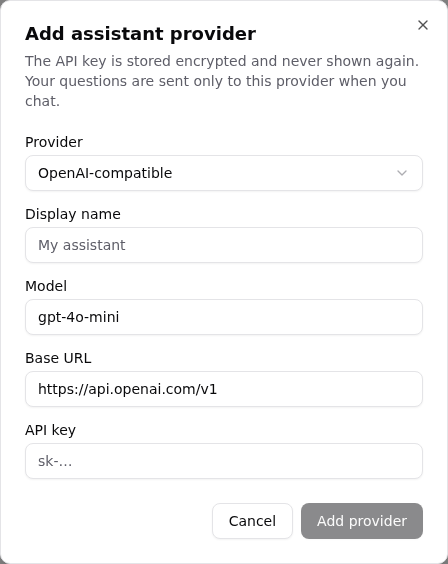 Add assistant provider
The API key is stored encrypted and never shown again.
Your questions are sent only to this provider when you
chat.
Provider
OpenAI-compatible
Display name
My assistant
Model
gpt-4o-mini
Base URL
https://api.openai.com/v1
API key
sk-...
Cancel
Add provider